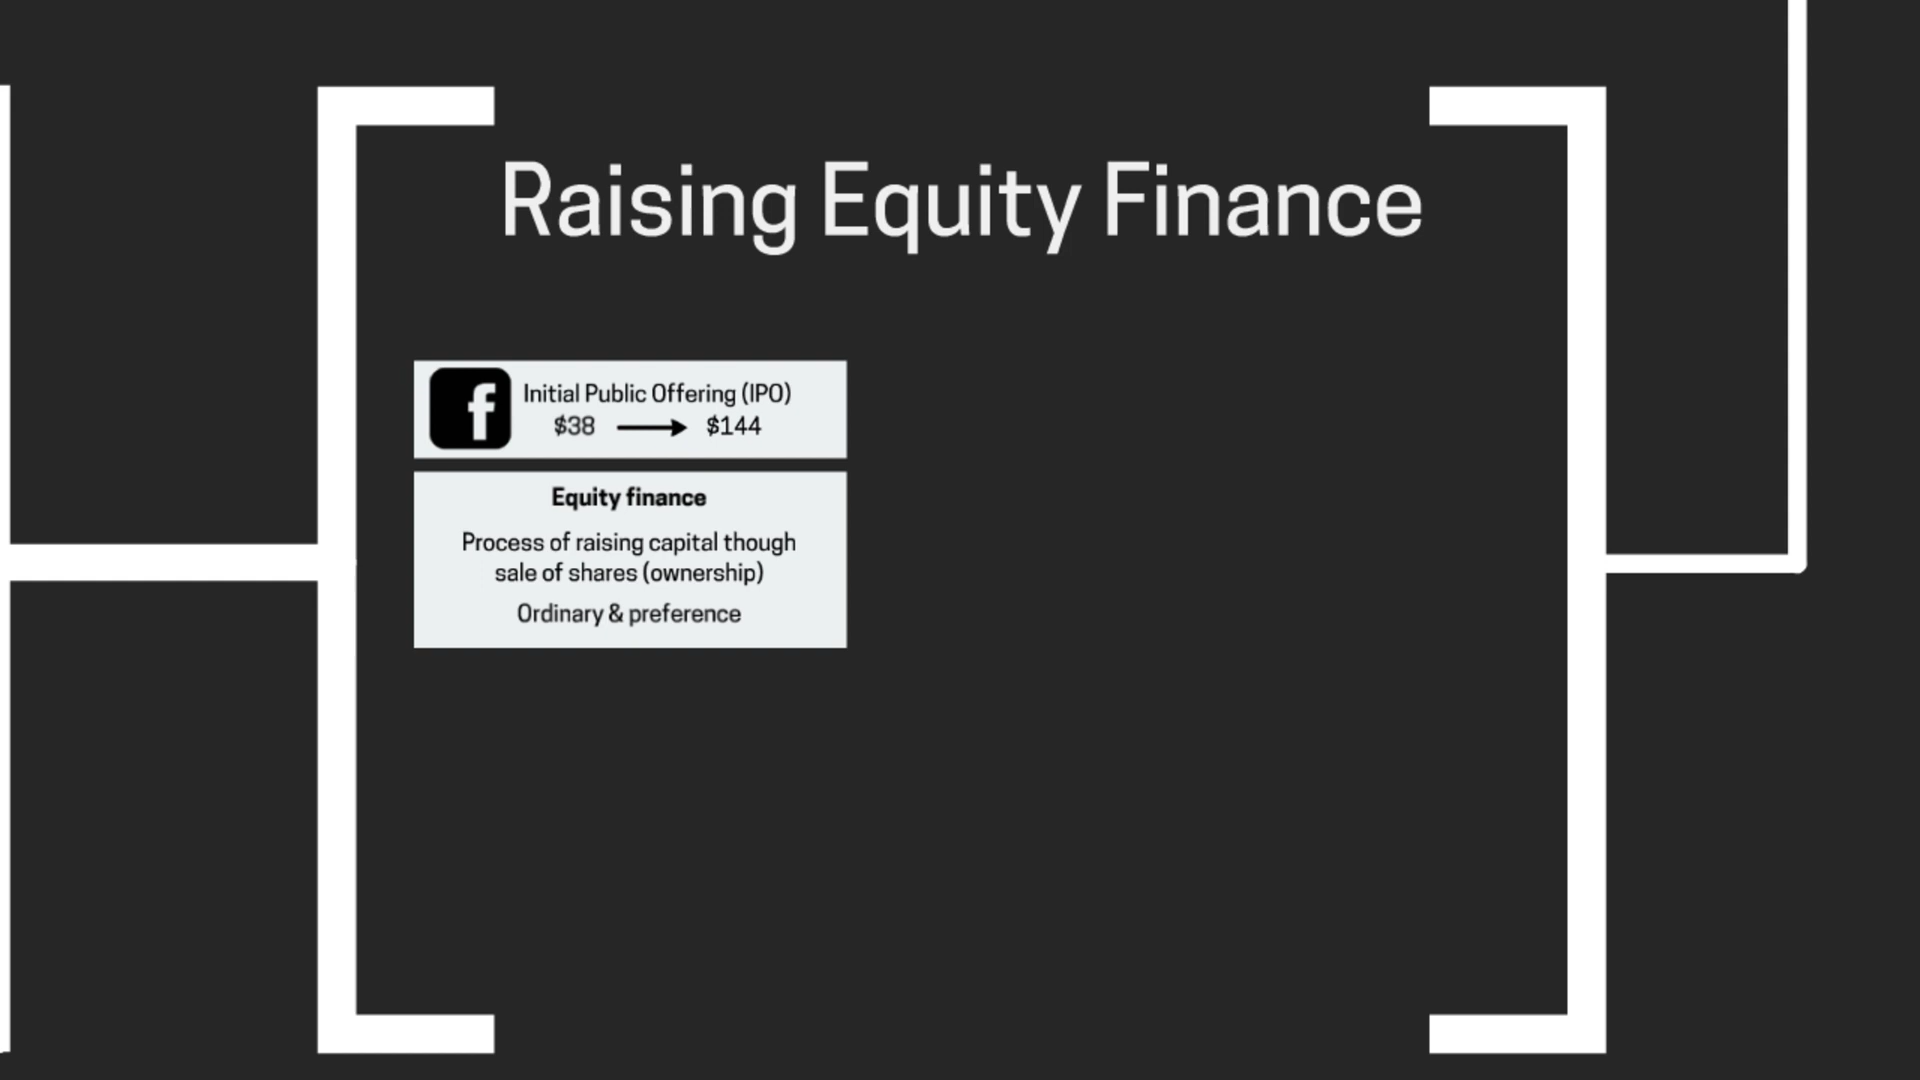 Raising Equity Finance
f Initial Public Offering (IPO)
$38 $144
Equity finance
Process of raising capital though
sale of shares (ownership)
Ordinary & preference